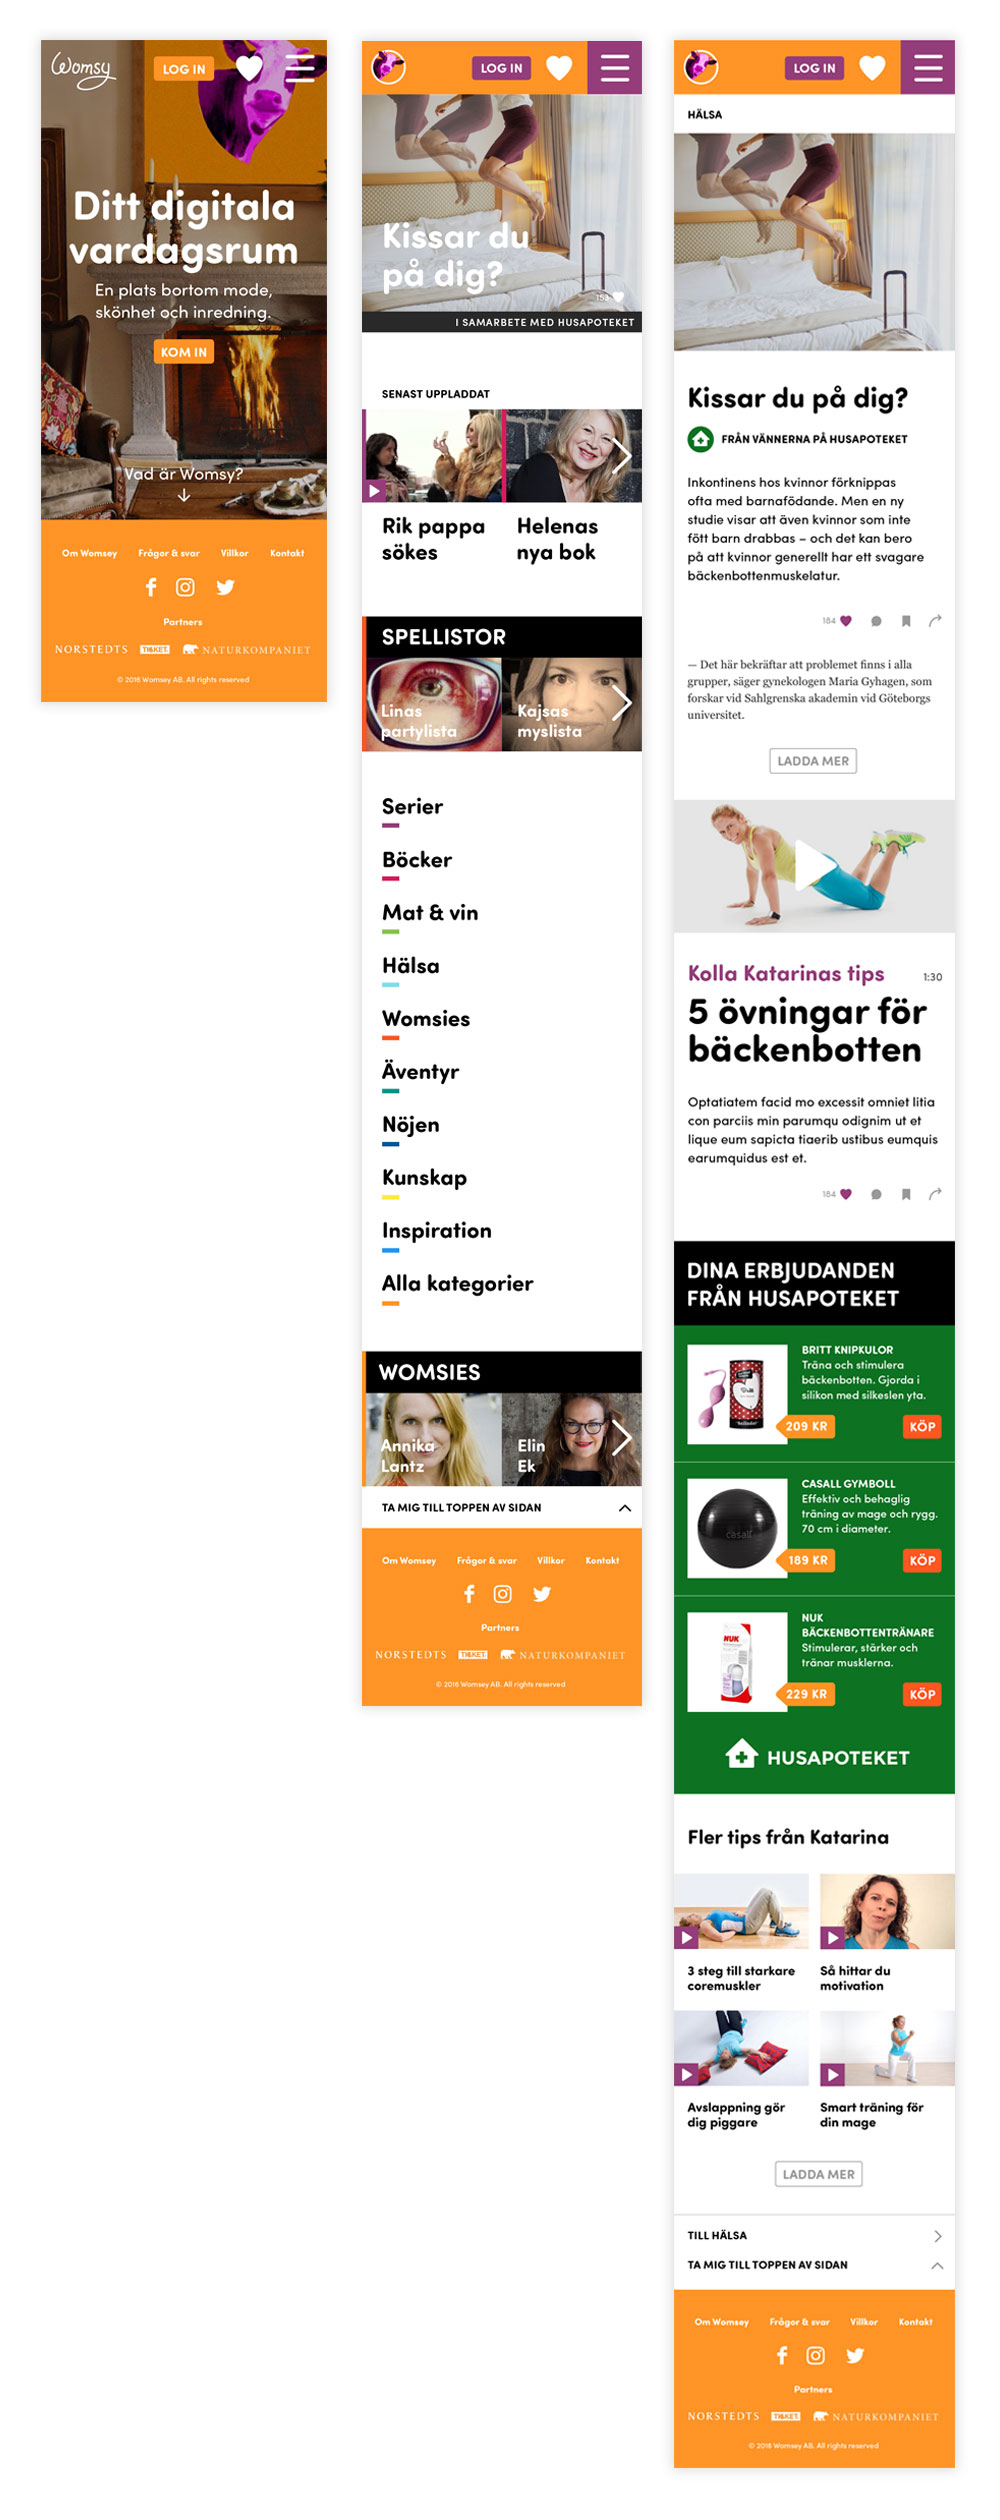 Womsy
LOG IN
Ditt digitala
vardagsrum
En plats bortom mode,
skönhet och inredning.
KOM IN
Vad är Womsy?
Om Womsey
Frågor & svar
Villkor
Kontakt
Partners
NORSTEDTS
TICKET
NATURKOMPANIET
© 2016 Womsey AB. All rights reserved
LOG IN
Kissar du
på dig?
I SAMARBETE MED HUSAPOTEKET
SENAST UPPLADDAT
Rik pappa
sökes
Helenas
nya bok
SPELLISTOR
Linas
partylista
Kajsas
myslista
Serier
Böcker
Mat & vin
Hälsa
Womsies
Äventyr
Nöjen
Kunskap
Inspiration
Alla kategorier
WOMSIES
Annika
Lantz
Elin
Ek
TA MIG TILL TOPPEN AV SIDAN
Om Womsey
Frågor & svar
Villkor
Kontakt
Partners
NORSTEDTS
TICKET
NATURKOMPANIET
© 2016 Womsey AB. All rights reserved
LOG IN
HÄLSA
Kissar du på dig?
FRÅN VÄNNERNA PÅ HUSAPOTEKET
Inkontinens hos kvinnor förknippas
ofta med barnafödande. Men en ny
studie visar att även kvinnor som inte
fött barn drabbas – och det kan bero
på att kvinnor generellt har ett svagare
bäckenbottenmuskelatur.
184
— Det här bekräftar att problemet finns i alla
grupper, säger gynekologen Maria Gyhagen, som
forskar vid Sahlgrenska akademin vid Göteborgs
universitet.
LADDA MER
Kolla Katarinas tips
1:30
5 övningar för
bäckenbotten
Optatiatem facid mo excessit omniet litia
con parciis min parumqu odignim ut et
lique eum sapicta tiaerib ustibus eumquis
earumquidus est et.
184
DINA ERBJUDANDEN
FRÅN HUSAPOTEKET
BRITT KNIPKULOR
Träna och stimulera
bäckenbotten. Gjorda i
silikon med silkeslen yta.
209 KR
KÖP
CASALL GYMBOLL
Effektiv och behaglig
träning av mage och rygg.
70 cm i diameter.
casall
189 KR
KÖP
NUK
BÄCKENBOTTENTRÄNARE
Stimulerar, stärker och
tränar musklerna.
NUK
229 KR
KÖP
HUSAPOTEKET
Fler tips från Katarina
3 steg till starkare
coremuskler
Så hittar du
motivation
Avslappning gör
dig piggare
Smart träning för
din mage
LADDA MER
TILL HÄLSA
TA MIG TILL TOPPEN AV SIDAN
Om Womsey
Frågor & svar
Villkor
Kontakt
Partners
NORSTEDTS
TICKET
NATURKOMPANIET
© 2016 Womsey AB. All rights reserved